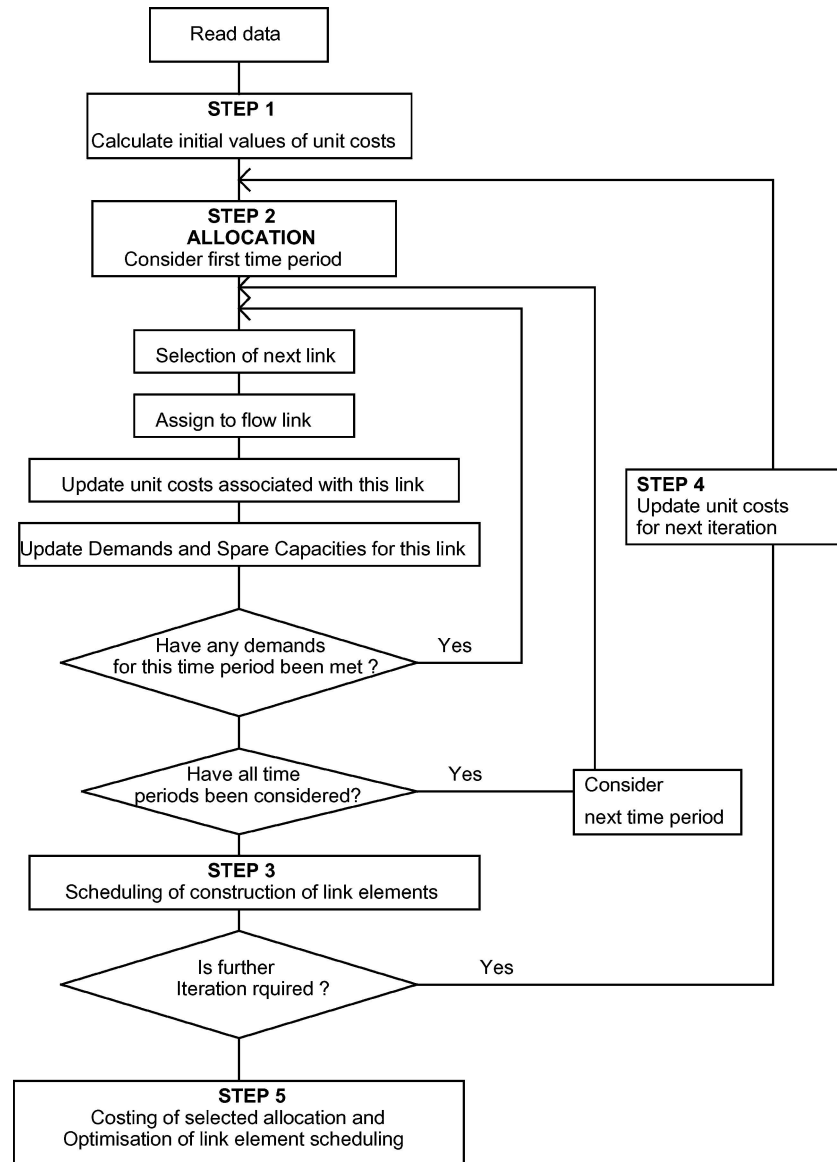 Read data
STEP 1
Calculate initial values of unit costs
STEP 2
ALLOCATION
Consider first time period
Selection of next link
Assign to flow link
Update unit costs associated with this link
STEP 4
Update unit costs
for next iteration
Update Demands and Spare Capacities for this link
Have any demands
for this time period been met ?
Yes
Have all time
periods been considered?
Yes
Consider
next time period
STEP 3
Scheduling of construction of link elements
Is further
Iteration rquired ?
Yes
STEP 5
Costing of selected allocation and
Optimisation of link element scheduling